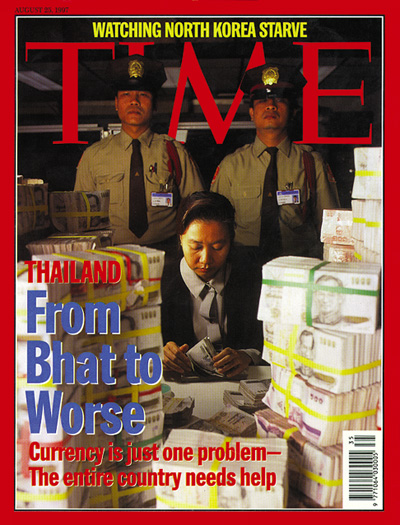 AUGUST 25, 1997
WATCHING NORTH KOREA STARVE
TIME
THAILAND
From
Bhat to
Worse
Currency is just one problem—
The entire country needs help
35